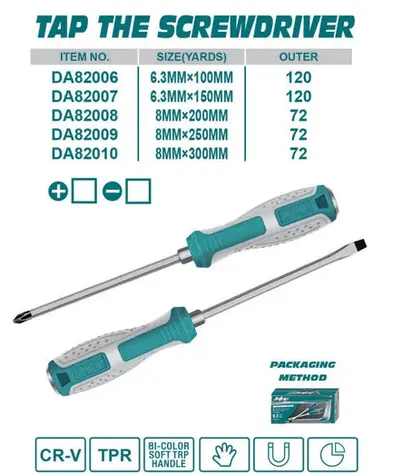 TAP THE SCREWDRIVER
ITEM NO. SIZE(YARDS) OUTER
DA82006 6.3MM×100MM 120
DA82007 6.3MM×150MM 120
DA82008 8MM×200MM 72
DA82009 8MM×250MM 72
DA82010 8MM×300MM 72
PACKAGING
METHOD
CR-V TPR BI-COLOR
SOFT TRP
HANDLE